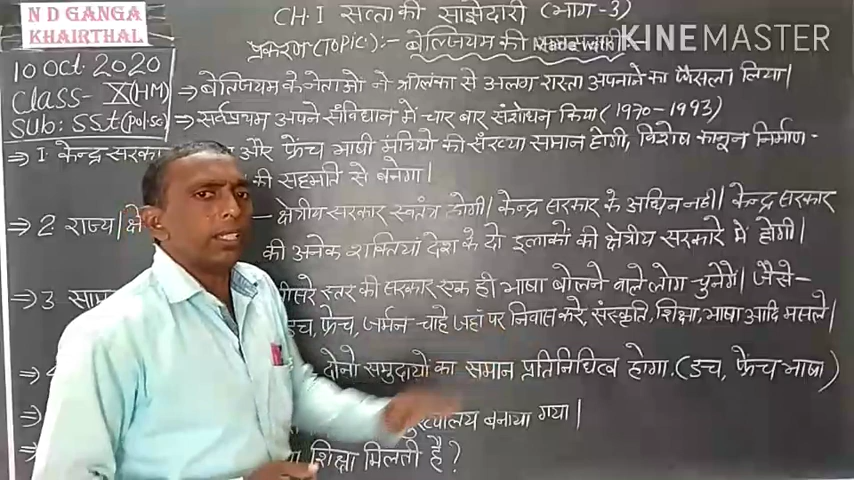 CH.I सत्ता की साझेदारी (भाग-3)
N D GANGA
KHAIRTHAL
प्रकरण (Topic):- बेल्जियम की
Made with KINEMASTER
10 Oct. 2020
Class- X(HM)
Sub: SSt(Pol.Sc)
⇒ बेल्जियम के नेताओ ने श्रीलंका से अलग रास्ता अपनाने का फैसला लिया।
⇒ सर्वप्रथम अपने संविधान में चार बार संशोधन किया (1970-1993)
⇒ 1. केन्द्र सरकार और फ्रेंच भाषी मंत्रियो की संख्या समान होगी, विशेष कानून निर्माण-
की सहमति से बनेगा।
⇒ 2. राज्य/ — क्षेत्रीय सरकार स्वतंत्र होगी। केन्द्र सरकार के अधिन नही। केन्द्र सरकार
की अनेक शक्तियां देश के दो इलाकों की क्षेत्रीय सरकारे में होगी।
⇒ 3 की सरकार एक ही भाषा बोलने वाले लोग चुनेगें। जैसे-
डच, फ्रेंच, जर्मन-चाहे जहां पर निवास करे, संस्कृति, शिक्षा, भाषा आदि मसले।
⇒ दोनो समुदायो का समान प्रतिनिधित्व होगा. (डच, फ्रेंच भाषा)
⇒ बनाया गया।
⇒ शिक्षा मिलती है?